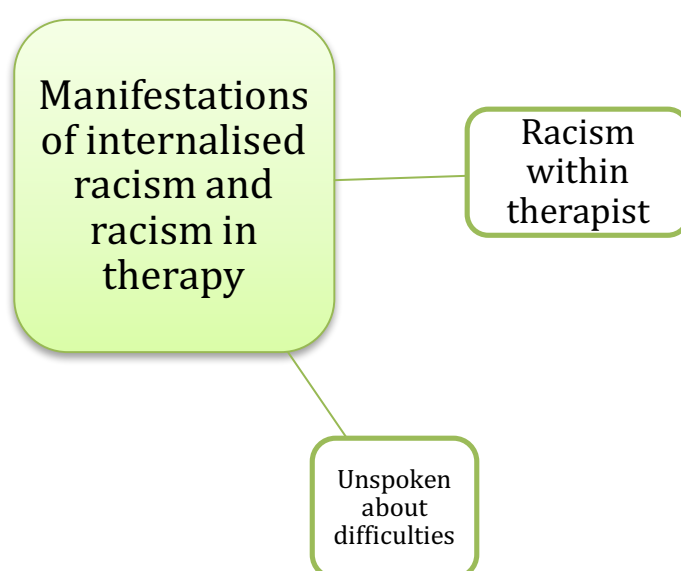 Manifestations
of internalised
racism and
racism in
therapy
Racism
within
therapist
Unspoken
about
difficulties